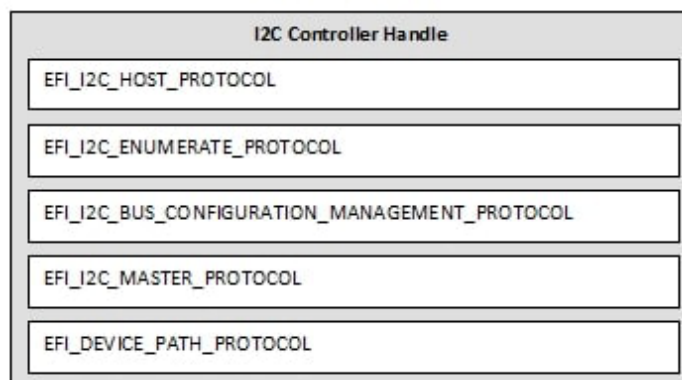 I2C Controller Handle
EFI_I2C_HOST_PROTOCOL
EFI_I2C_ENUMERATE_PROTOCOL
EFI_I2C_BUS_CONFIGURATION_MANAGEMENT_PROTOCOL
EFI_I2C_MASTER_PROTOCOL
EFI_DEVICE_PATH_PROTOCOL